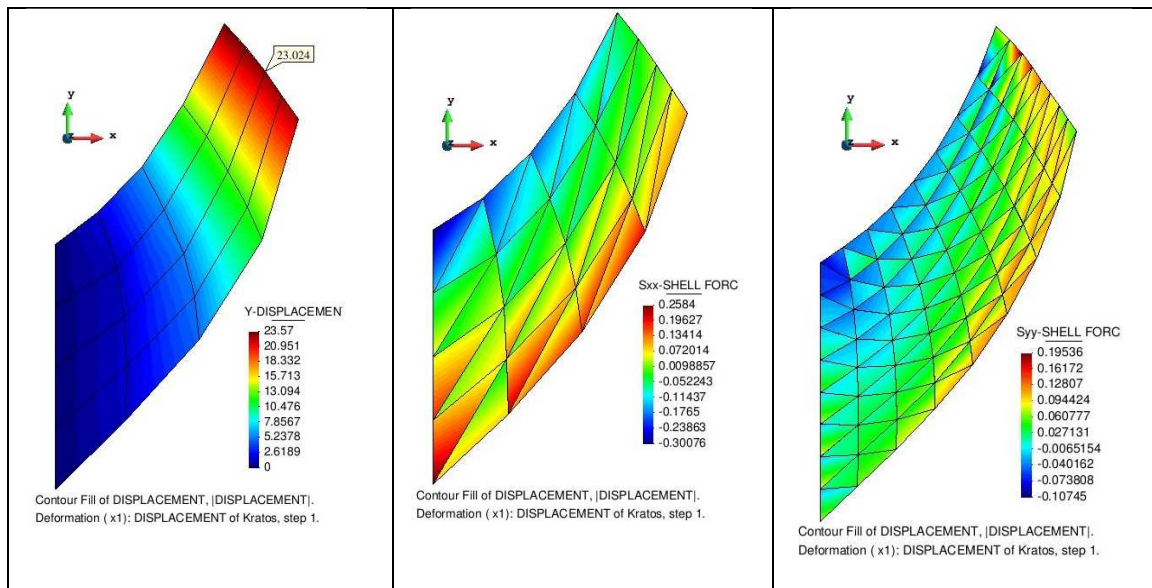 23.024
y
x
Y-DISPLACEMEN
23.57
20.951
18.332
15.713
13.094
10.476
7.8567
5.2378
2.6189
0
Contour Fill of DISPLACEMENT, |DISPLACEMENT|.
Deformation ( x1): DISPLACEMENT of Kratos, step 1.
y
x
Sxx-SHELL FORC
0.2584
0.19627
0.13414
0.072014
0.0098857
-0.052243
-0.11437
-0.1765
-0.23863
-0.30076
Contour Fill of DISPLACEMENT, |DISPLACEMENT|.
Deformation ( x1): DISPLACEMENT of Kratos, step 1.
y
x
Syy-SHELL FORC
0.19536
0.16172
0.12807
0.094424
0.060777
0.027131
-0.0065154
-0.040162
-0.073808
-0.10745
Contour Fill of DISPLACEMENT, |DISPLACEMENT|.
Deformation ( x1): DISPLACEMENT of Kratos, step 1.